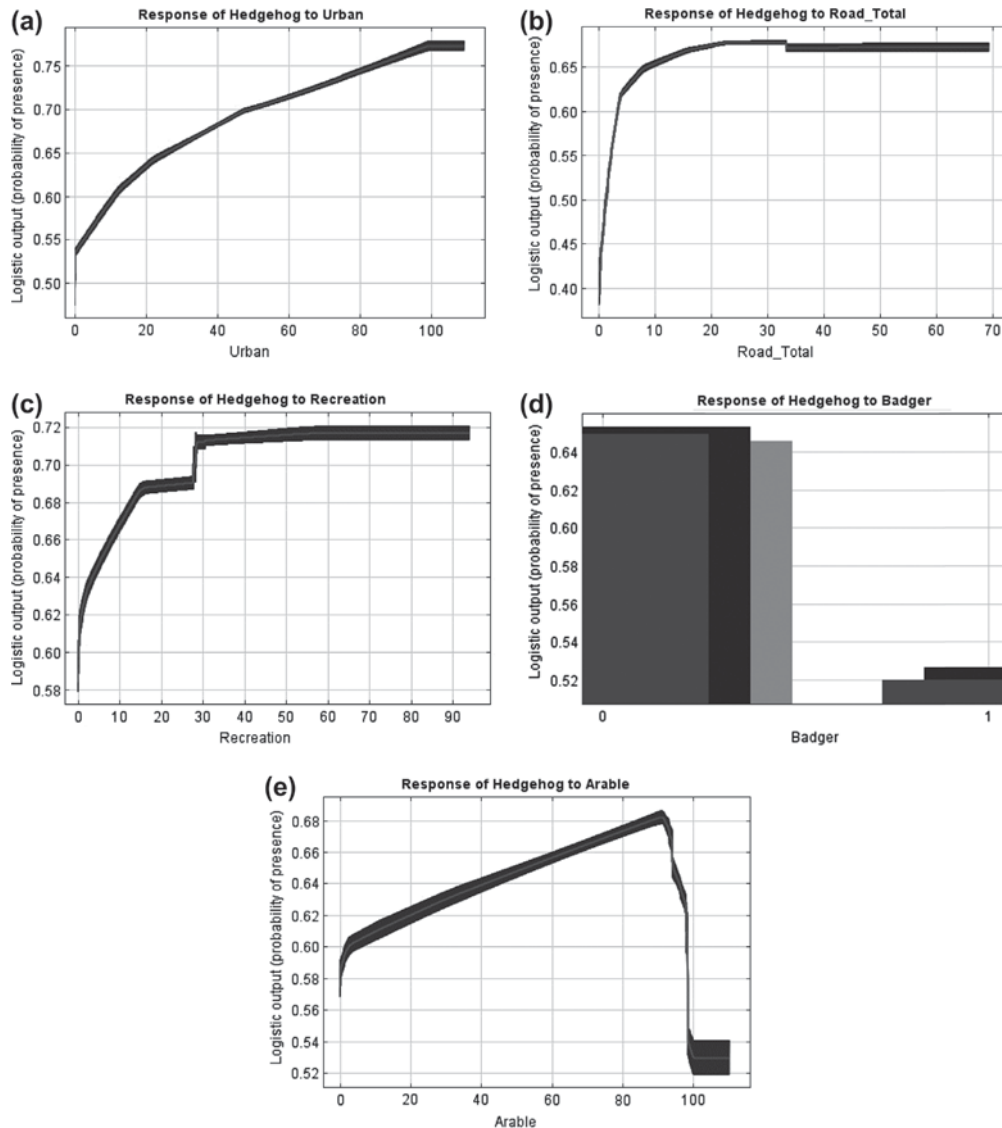 (a)
Response of Hedgehog to Urban
Logistic output (probability of presence)
0.75
0.70
0.65
0.60
0.55
0.50
0 20 40 60 80 100
Urban
(b)
Response of Hedgehog to Road_Total
Logistic output (probability of presence)
0.65
0.60
0.55
0.50
0.45
0.40
0 10 20 30 40 50 60 70
Road_Total
(c)
Response of Hedgehog to Recreation
Logistic output (probability of presence)
0.72
0.70
0.68
0.66
0.64
0.62
0.60
0.58
0 10 20 30 40 50 60 70 80 90
Recreation
(d)
Response of Hedgehog to Badger
Logistic output (probability of presence)
0.64
0.62
0.60
0.58
0.56
0.54
0.52
0 1
Badger
(e)
Response of Hedgehog to Arable
Logistic output (probability of presence)
0.68
0.66
0.64
0.62
0.60
0.58
0.56
0.54
0.52
0 20 40 60 80 100
Arable